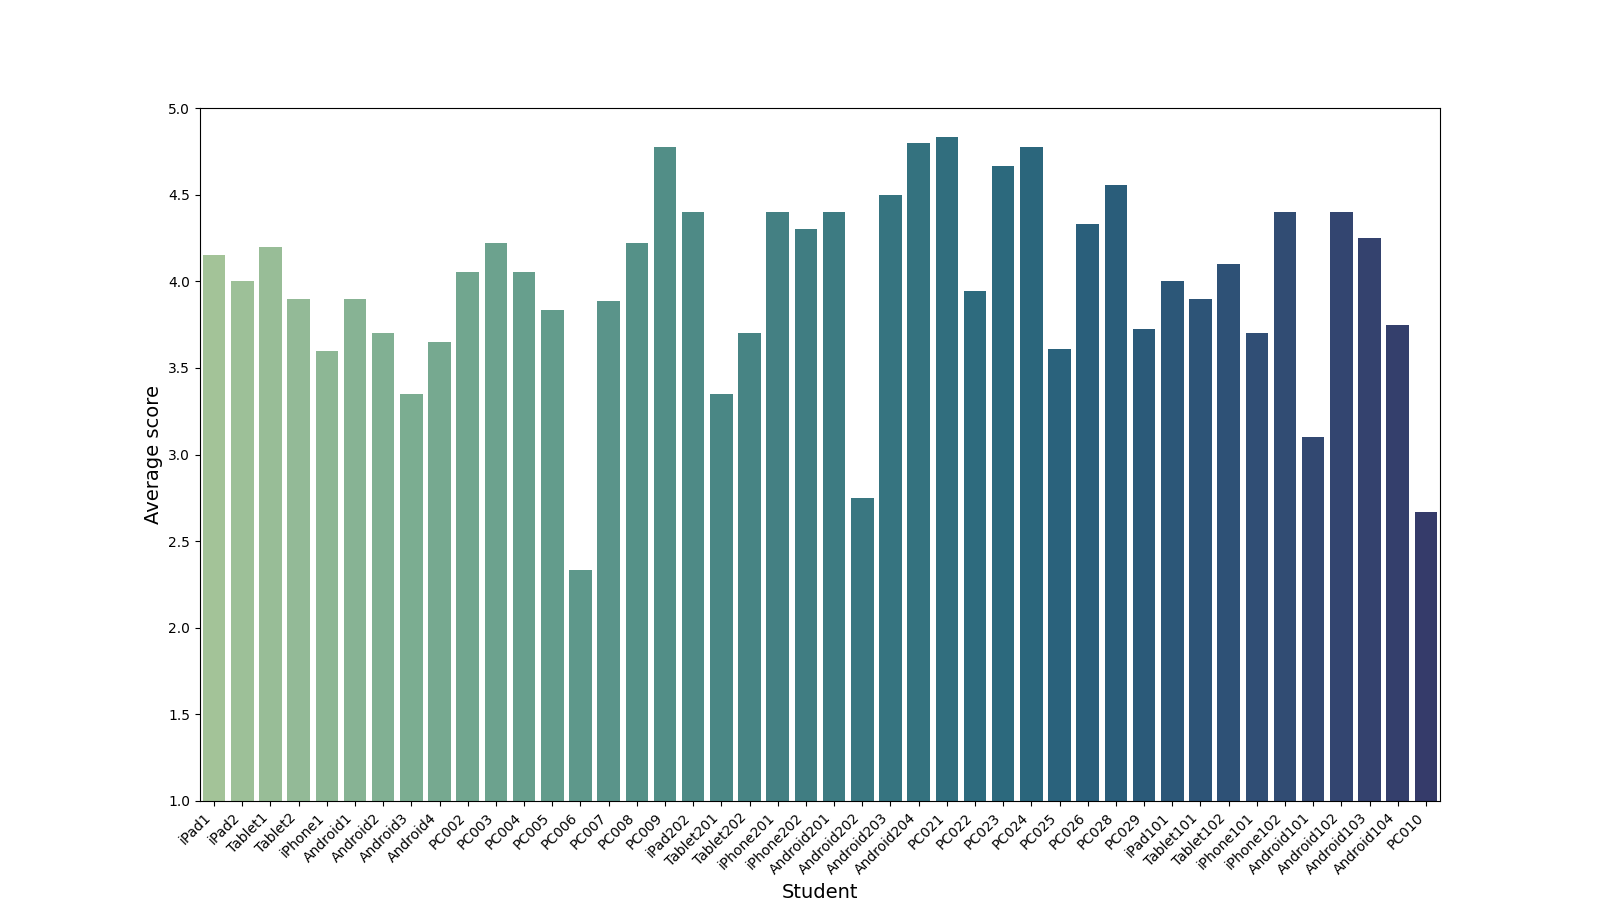 5.0
4.5
4.0
3.5
3.0
2.5
2.0
1.5
1.0
Average score
iPad1
iPad2
Tablet1
Tablet2
iPhone1
Android1
Android2
Android3
Android4
PC002
PC003
PC004
PC005
PC006
PC007
PC008
PC009
iPad202
Tablet201
Tablet202
iPhone201
iPhone202
Android201
Android202
Android203
Android204
PC021
PC022
PC023
PC024
PC025
PC026
PC028
PC029
iPad101
Tablet101
Tablet102
iPhone101
iPhone102
Android101
Android102
Android103
Android104
PC010
Student